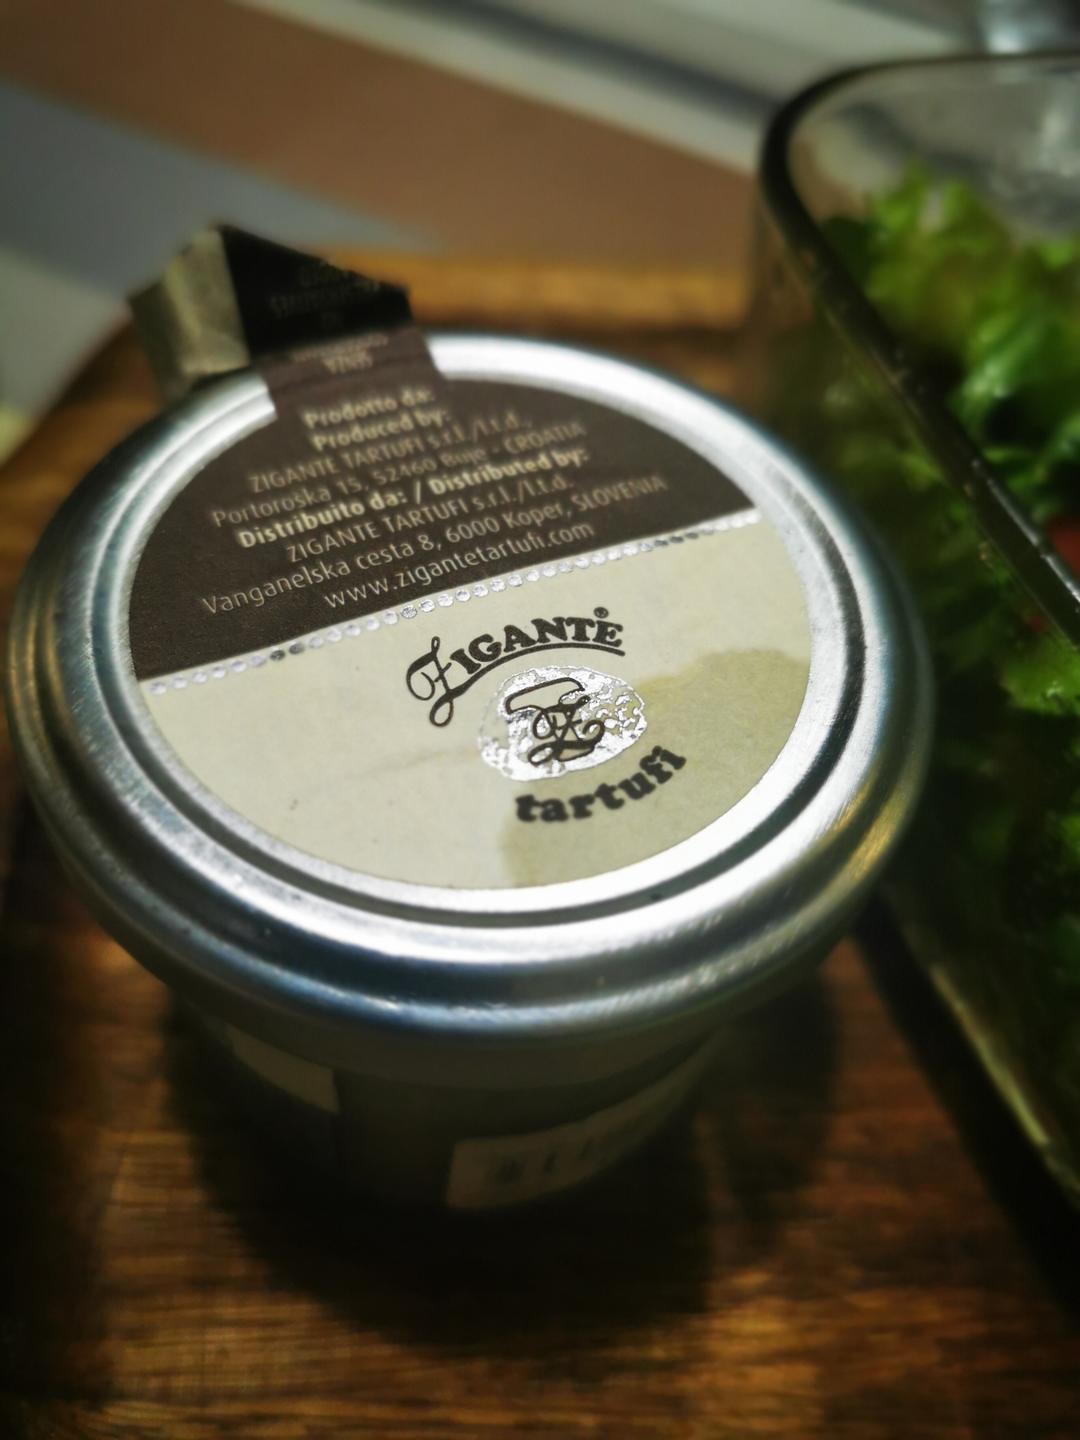 Prodotto da:
Produced by:
ZIGANTE TARTUFI s.r.l./l.t.d.,
Portoroška 15, 52460 Buje - CROATIA
Distribuito da: / Distributed by:
ZIGANTE TARTUFI s.r.l./l.t.d.
Vanganelska cesta 8, 6000 Koper, SLOVENIA
www.zigantetartufi.com
ZIGANTE®
tartufi